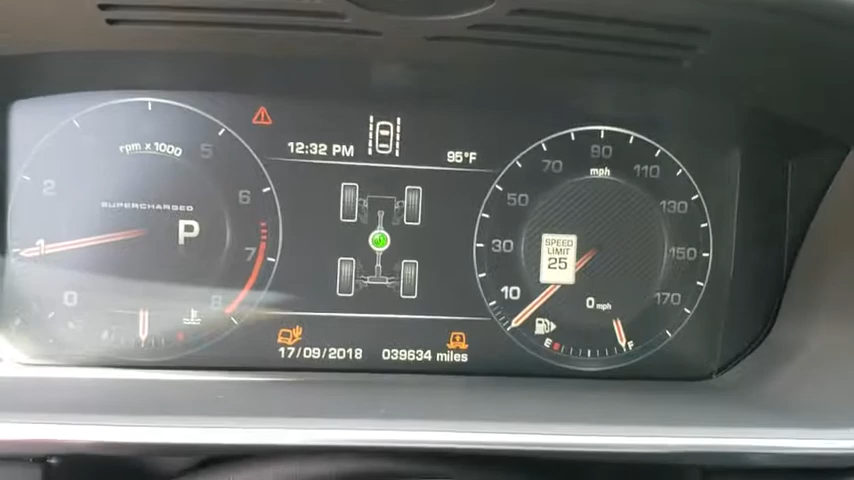 rpm x 1000
0
1
2
5
6
7
8
SUPERCHARGED
P
12:32 PM
95°F
17/09/2018
039634 miles
mph
10
30
50
70
90
110
130
150
170
SPEED
LIMIT
25
0 mph
E
F